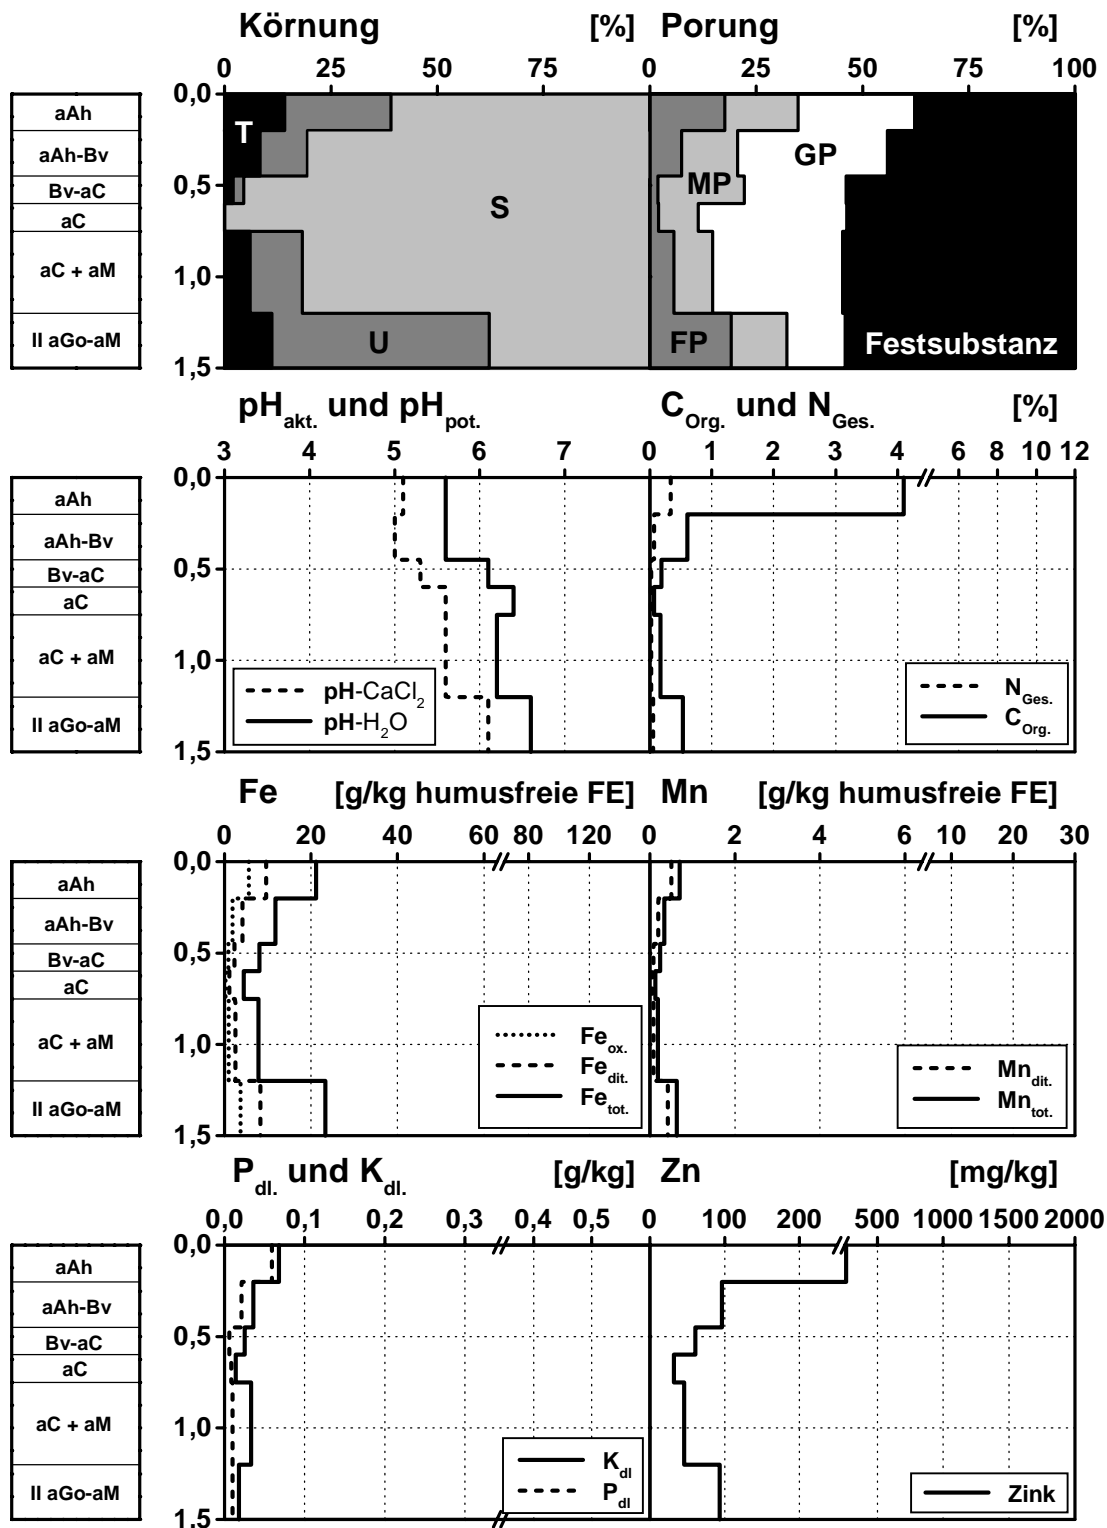 Körnung [%] Porung [%]
0 25 50 75 0 25 50 75 100
0,0
aAh
T
aAh-Bv
GP
0,5
Bv-aC
MP
S
aC
aC + aM
1,0
II aGo-aM
U
FP
Festsubstanz
1,5
pHakt. und pHpot. COrg. und NGes. [%]
3 4 5 6 7 0 1 2 3 4 6 8 10 12
0,0
aAh
aAh-Bv
0,5
Bv-aC
aC
aC + aM
1,0
pH-CaCl2
NGes.
II aGo-aM
pH-H2O
COrg.
1,5
Fe [g/kg humusfreie FE] Mn [g/kg humusfreie FE]
0 20 40 60 80 120 0 2 4 6 10 20 30
0,0
aAh
aAh-Bv
0,5
Bv-aC
aC
aC + aM
1,0
Feox.
Fedit.
Mndit.
II aGo-aM
Fetot.
Mntot.
1,5
Pdl. und Kdl. [g/kg] Zn [mg/kg]
0,0 0,1 0,2 0,3 0,4 0,5 0 100 200 500 1000 1500 2000
0,0
aAh
aAh-Bv
0,5
Bv-aC
aC
aC + aM
1,0
Kdl
II aGo-aM
Pdl
Zink
1,5